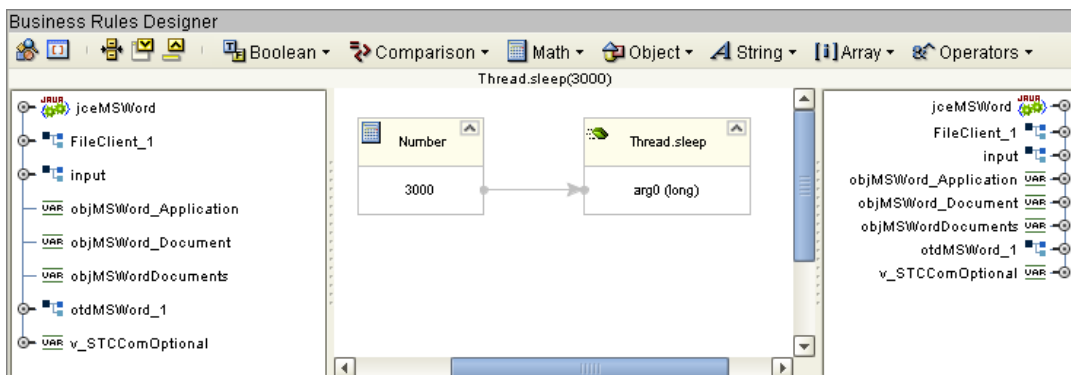 Business Rules Designer
Boolean Comparison Math Object String Array Operators
Thread.sleep(3000)
jceMSWord
FileClient_1
input
objMSWord_Application
objMSWord_Document
objMSWordDocuments
otdMSWord_1
v_STCComOptional
Number
3000
Thread.sleep
arg0 (long)
jceMSWord
FileClient_1
input
objMSWord_Application
objMSWord_Document
objMSWordDocuments
otdMSWord_1
v_STCComOptional